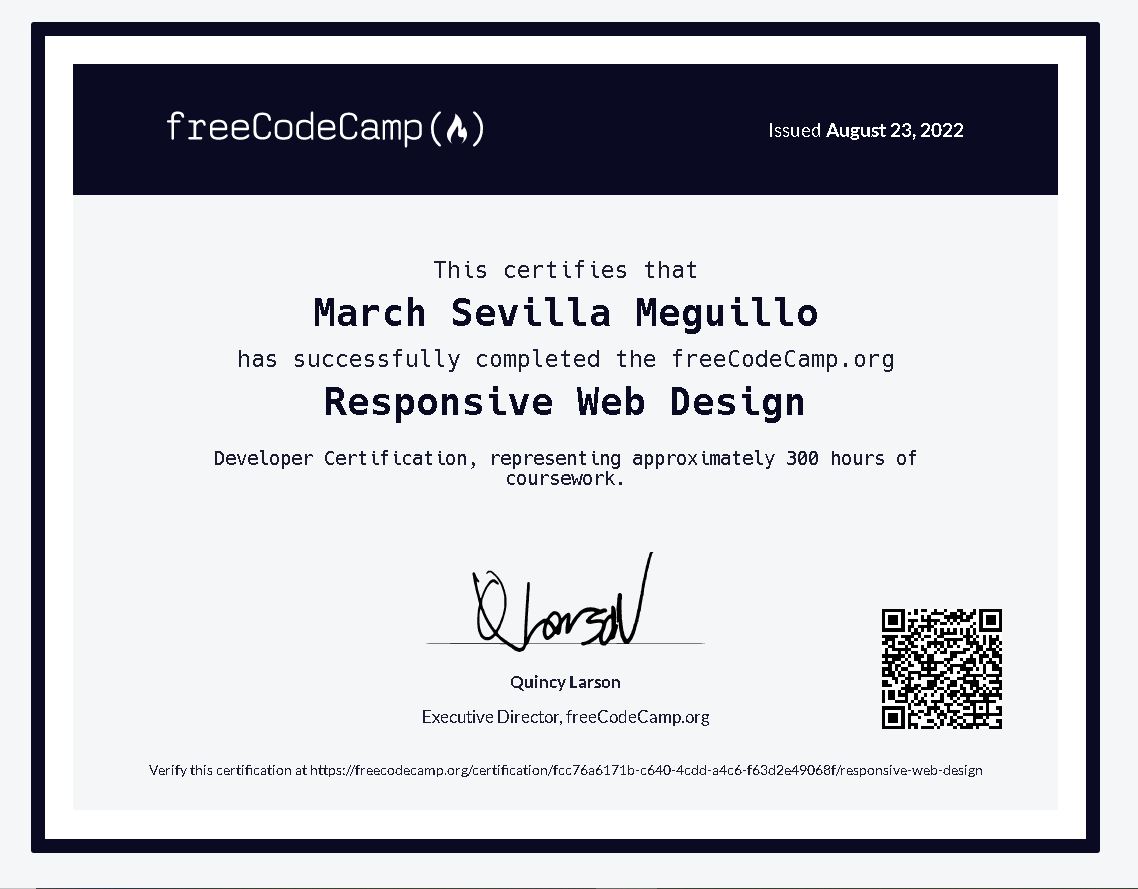 freeCodeCamp
Issued August 23, 2022
This certifies that
March Sevilla Meguillo
has successfully completed the freeCodeCamp.org
Responsive Web Design
Developer Certification, representing approximately 300 hours of
coursework.
Q Larson
Quincy Larson
Executive Director, freeCodeCamp.org
Verify this certification at https://freecodecamp.org/certification/fcc76a6171b-c640-4cdd-a4c6-f63d2e49068f/responsive-web-design